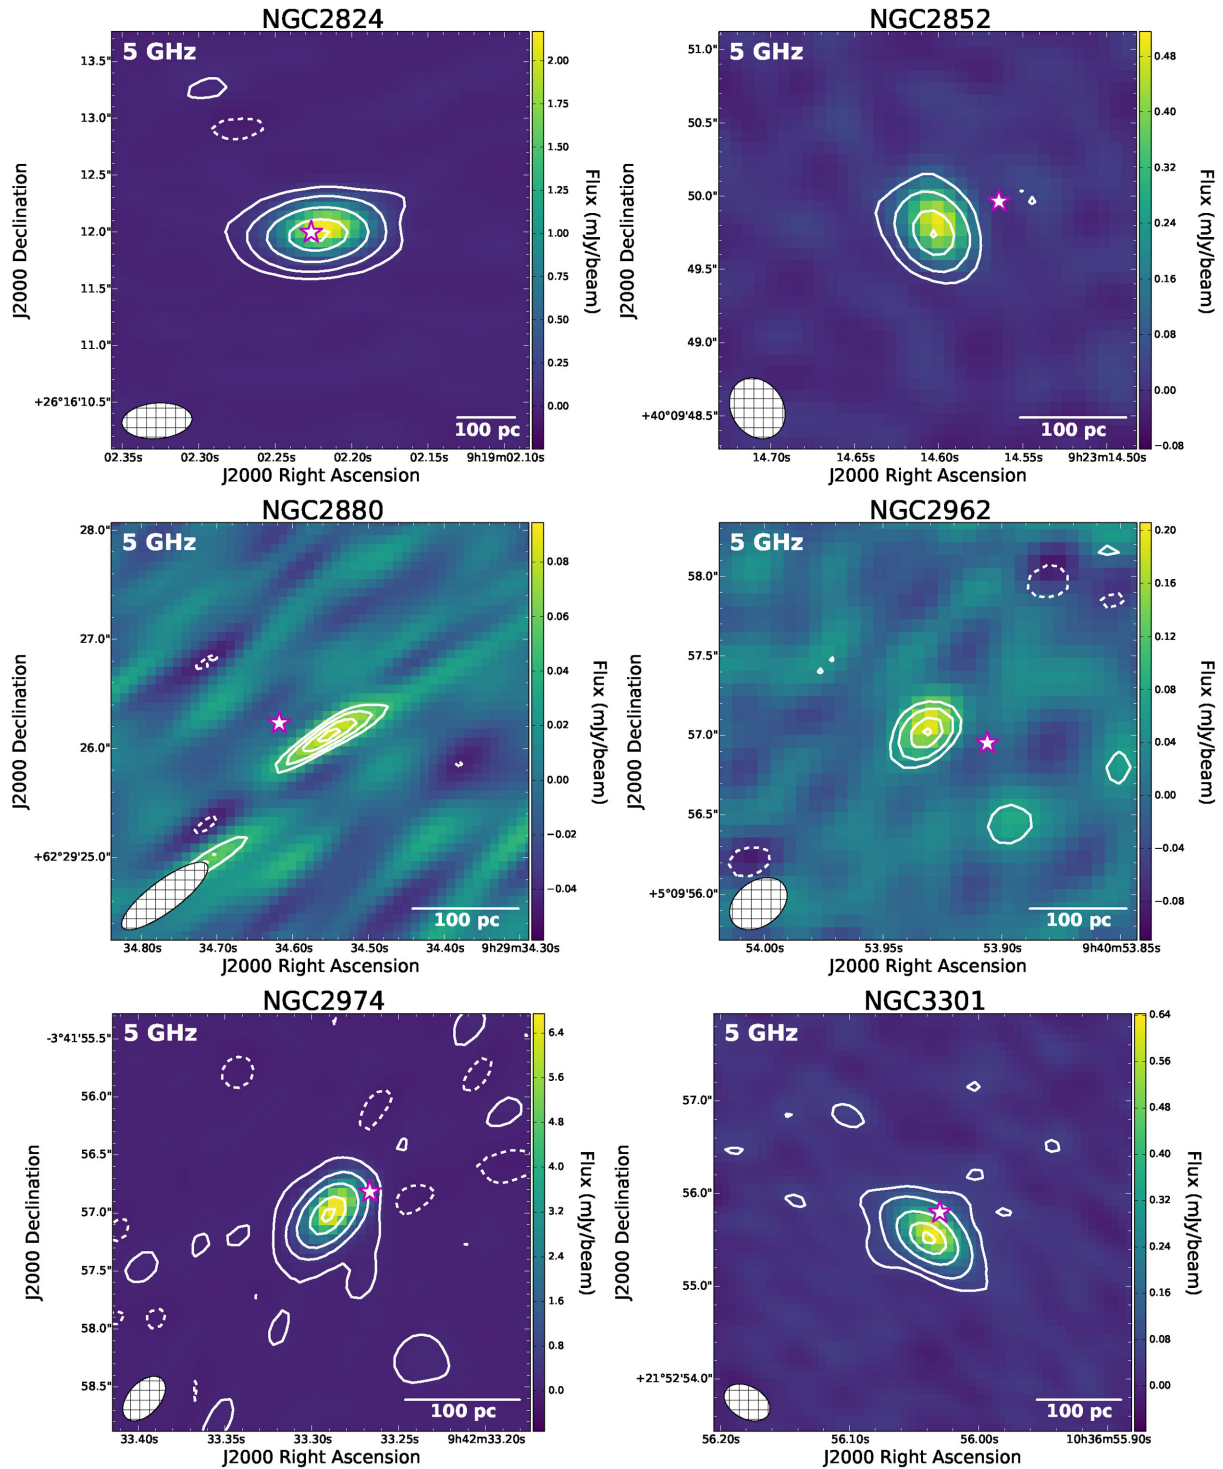 NGC2824
5 GHz
13.5"
13.0"
12.5"
12.0"
11.5"
11.0"
+26°16'10.5"
J2000 Declination
02.35s
02.30s
02.25s
02.20s
02.15s
9h19m02.10s
J2000 Right Ascension
100 pc
2.00
1.75
1.50
1.25
1.00
0.75
0.50
0.25
0.00
Flux (mJy/beam)
NGC2852
5 GHz
51.0"
50.5"
50.0"
49.5"
49.0"
+40°09'48.5"
J2000 Declination
14.70s
14.65s
14.60s
14.55s
9h23m14.50s
J2000 Right Ascension
100 pc
0.48
0.40
0.32
0.24
0.16
0.08
0.00
−0.08
Flux (mJy/beam)
NGC2880
5 GHz
28.0"
27.0"
26.0"
+62°29'25.0"
J2000 Declination
34.80s
34.70s
34.60s
34.50s
34.40s
9h29m34.30s
J2000 Right Ascension
100 pc
0.08
0.06
0.04
0.02
0.00
−0.02
−0.04
Flux (mJy/beam)
NGC2962
5 GHz
58.0"
57.5"
57.0"
56.5"
+5°09'56.0"
J2000 Declination
54.00s
53.95s
53.90s
9h40m53.85s
J2000 Right Ascension
100 pc
0.20
0.16
0.12
0.08
0.04
0.00
−0.04
−0.08
Flux (mJy/beam)
NGC2974
5 GHz
-3°41'55.5"
56.0"
56.5"
57.0"
57.5"
58.0"
58.5"
J2000 Declination
33.40s
33.35s
33.30s
33.25s
9h42m33.20s
J2000 Right Ascension
100 pc
6.4
5.6
4.8
4.0
3.2
2.4
1.6
0.8
0.0
Flux (mJy/beam)
NGC3301
5 GHz
57.0"
56.0"
55.0"
+21°52'54.0"
J2000 Declination
56.20s
56.10s
56.00s
10h36m55.90s
J2000 Right Ascension
100 pc
0.64
0.56
0.48
0.40
0.32
0.24
0.16
0.08
0.00
Flux (mJy/beam)